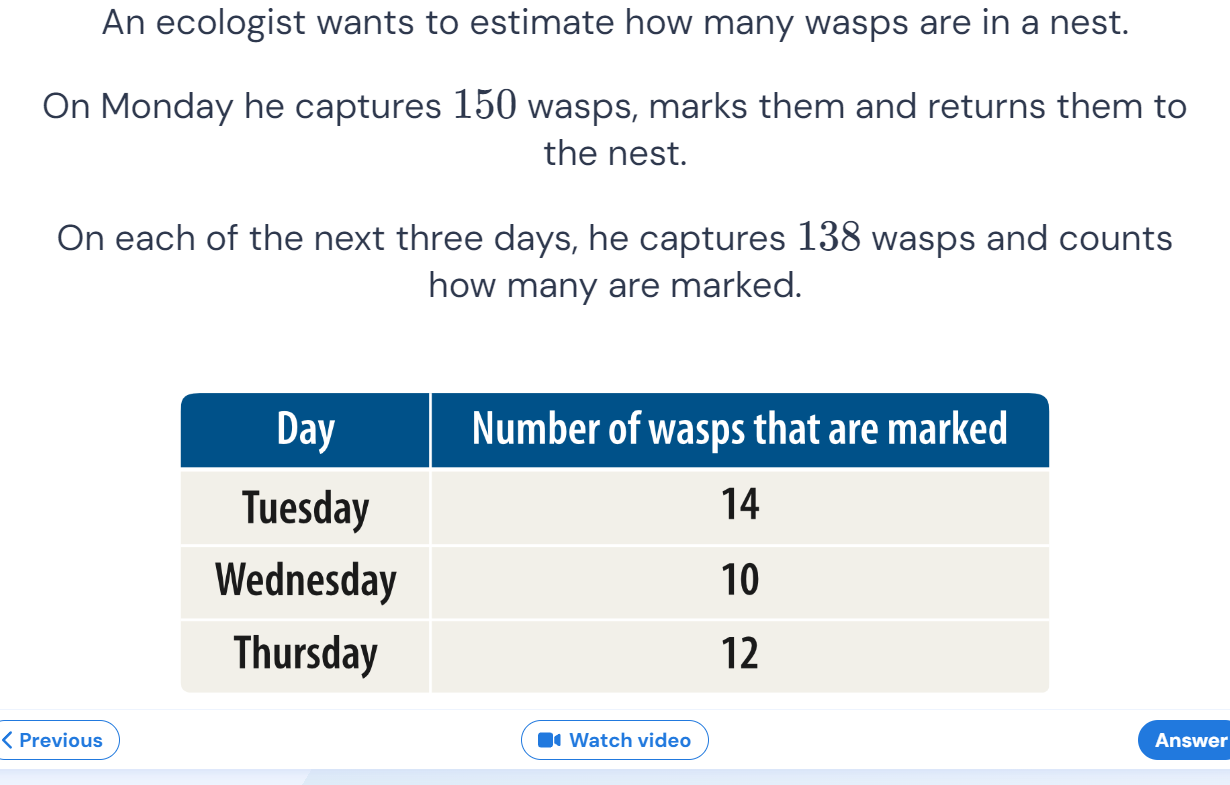 An ecologist wants to estimate how many wasps are in a nest.
On Monday he captures 150 wasps, marks them and returns them to
the nest.
On each of the next three days, he captures 138 wasps and counts
how many are marked.
Day Number of wasps that are marked
Tuesday 14
Wednesday 10
Thursday 12
Previous Watch video Answer